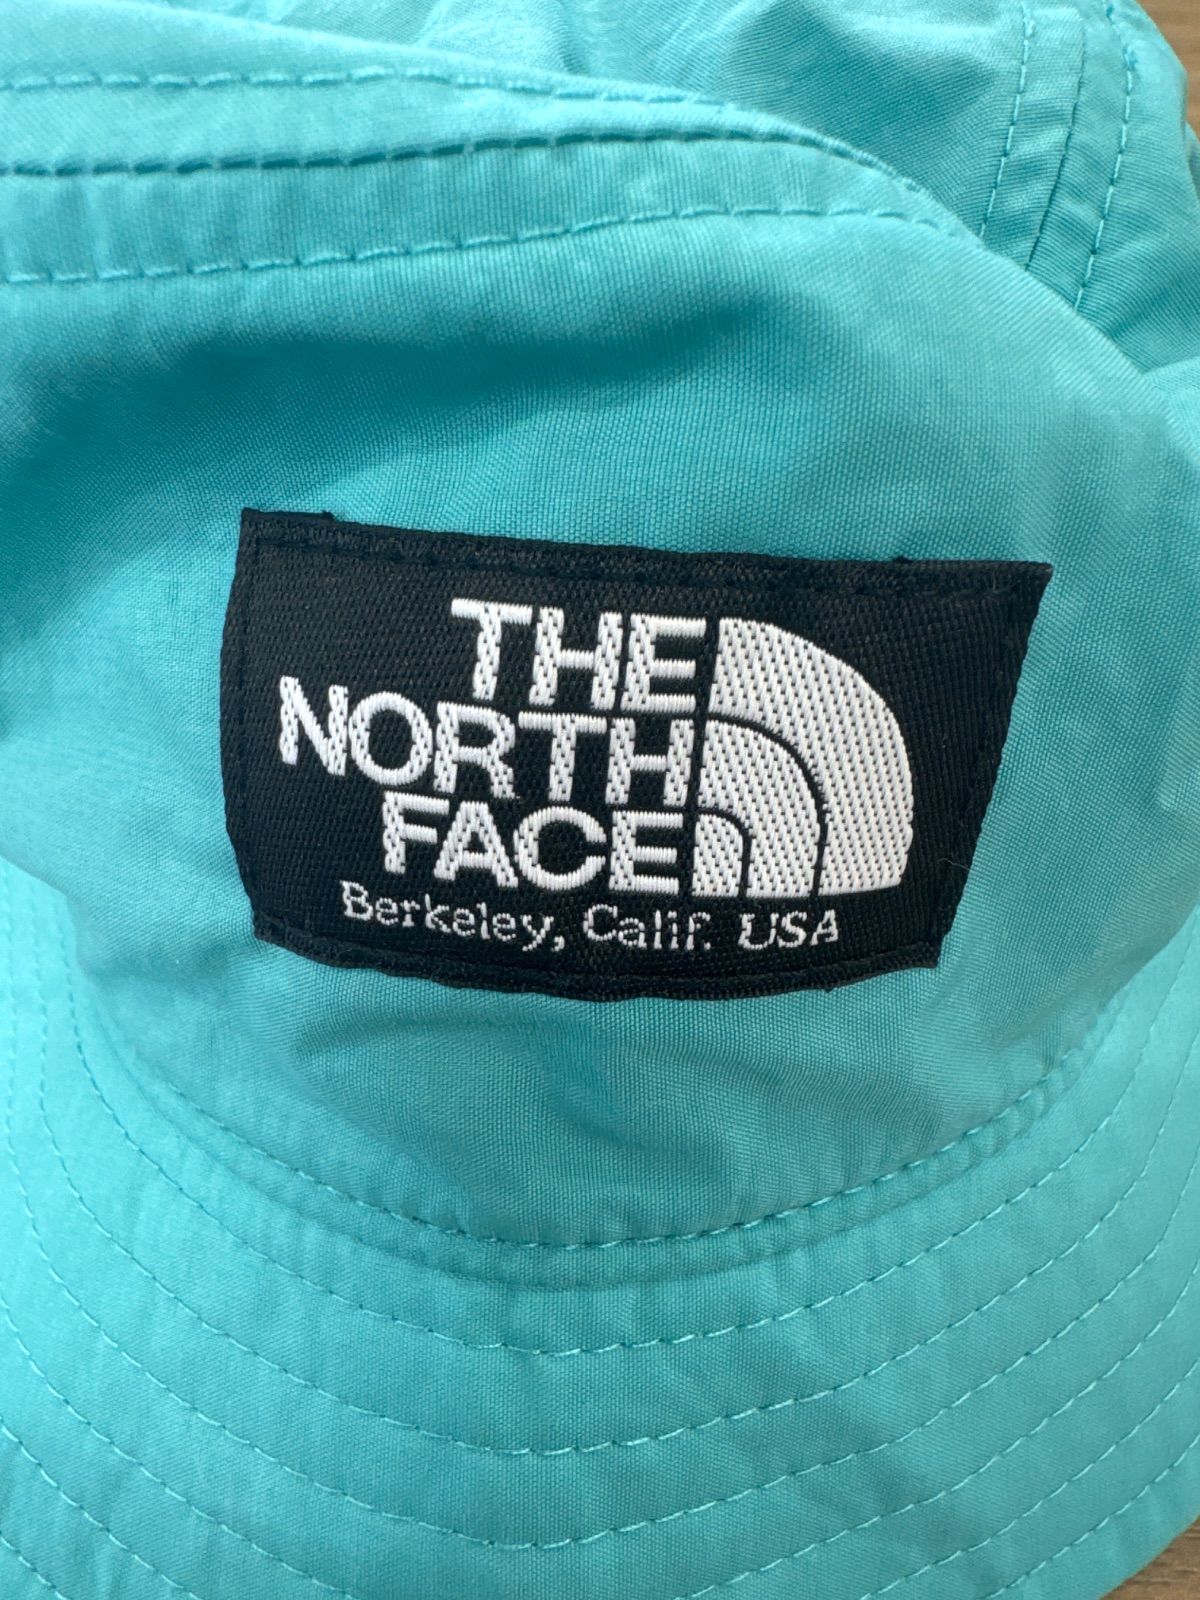 THE
NORTH
FACE
Berkeley, Calif. USA